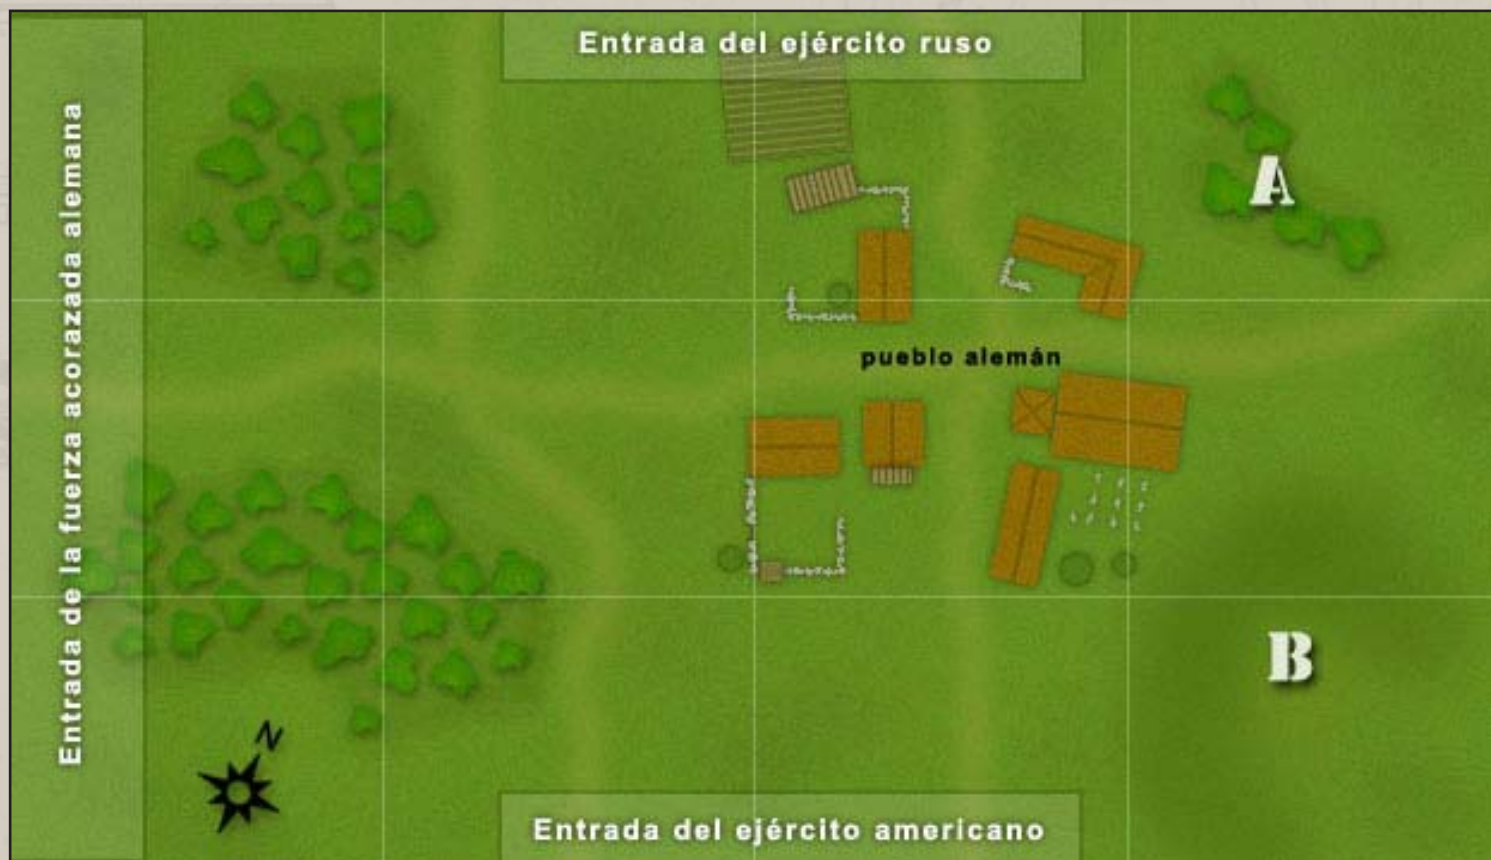 Entrada del ejército ruso
Entrada de la fuerza acorazada alemana
A
pueblo alemán
B
N
Entrada del ejército americano